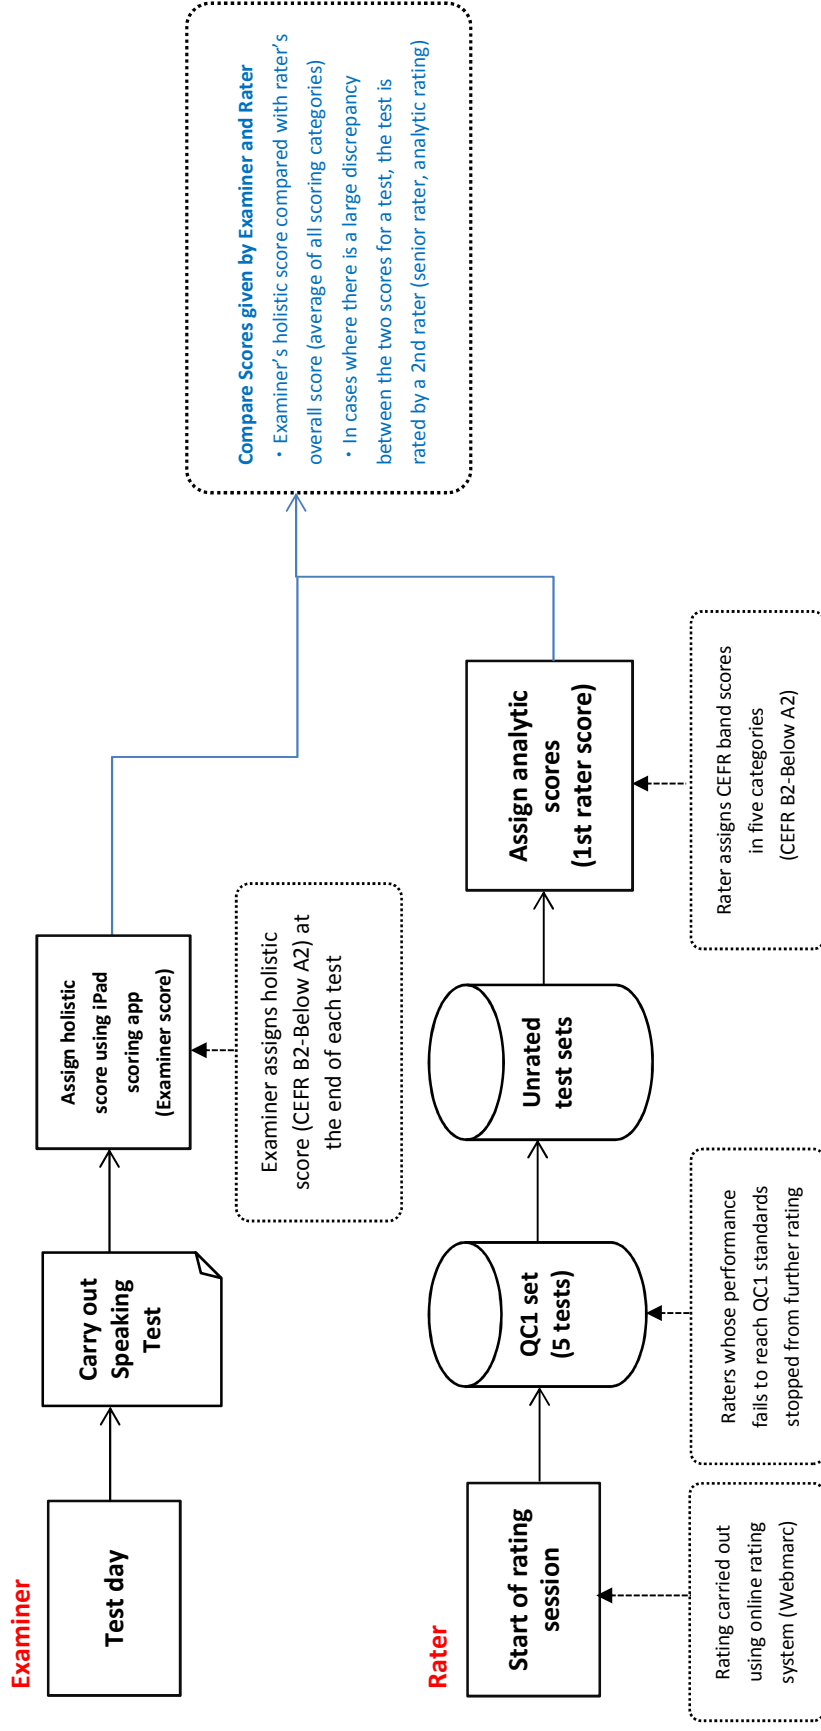 Examiner
Test day
Carry out
Speaking
Test
Assign holistic
score using iPad
scoring app
(Examiner score)
Examiner assigns holistic
score (CEFR B2-Below A2) at
the end of each test
Rater
Start of rating
session
Rating carried out
using online rating
system (Webmarc)
QC1 set
(5 tests)
Raters whose performance
fails to reach QC1 standards
stopped from further rating
Unrated
test sets
Assign analytic
scores
(1st rater score)
Rater assigns CEFR band scores
in five categories
(CEFR B2-Below A2)
Compare Scores given by Examiner and Rater
・Examiner’s holistic score compared with rater’s
overall score (average of all scoring categories)
・In cases where there is a large discrepancy
between the two scores for a test, the test is
rated by a 2nd rater (senior rater, analytic rating)